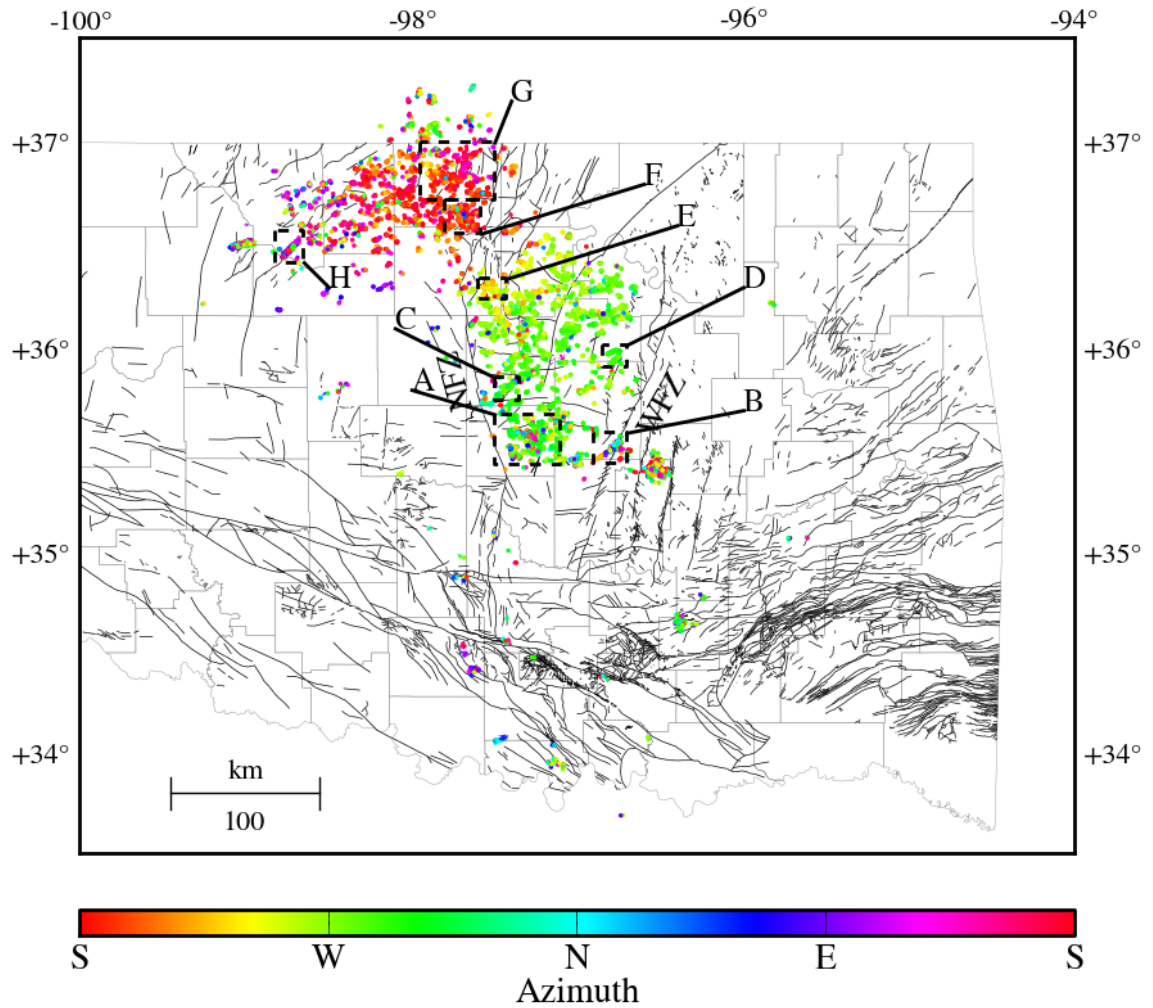 -100° -98° -96° -94°
G
+37° +37°
F
E
D
H
C
+36° +36°
A
NFZ
WFZ
B
+35° +35°
+34° +34°
km
100
S W N E S
Azimuth